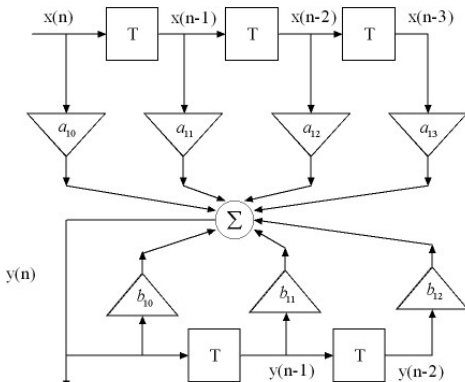 x(n) x(n-1) x(n-2) x(n-3)
T T T
a10 a11 a12 a13
Σ
y(n)
b10 b11 b12
T T
y(n-1) y(n-2)